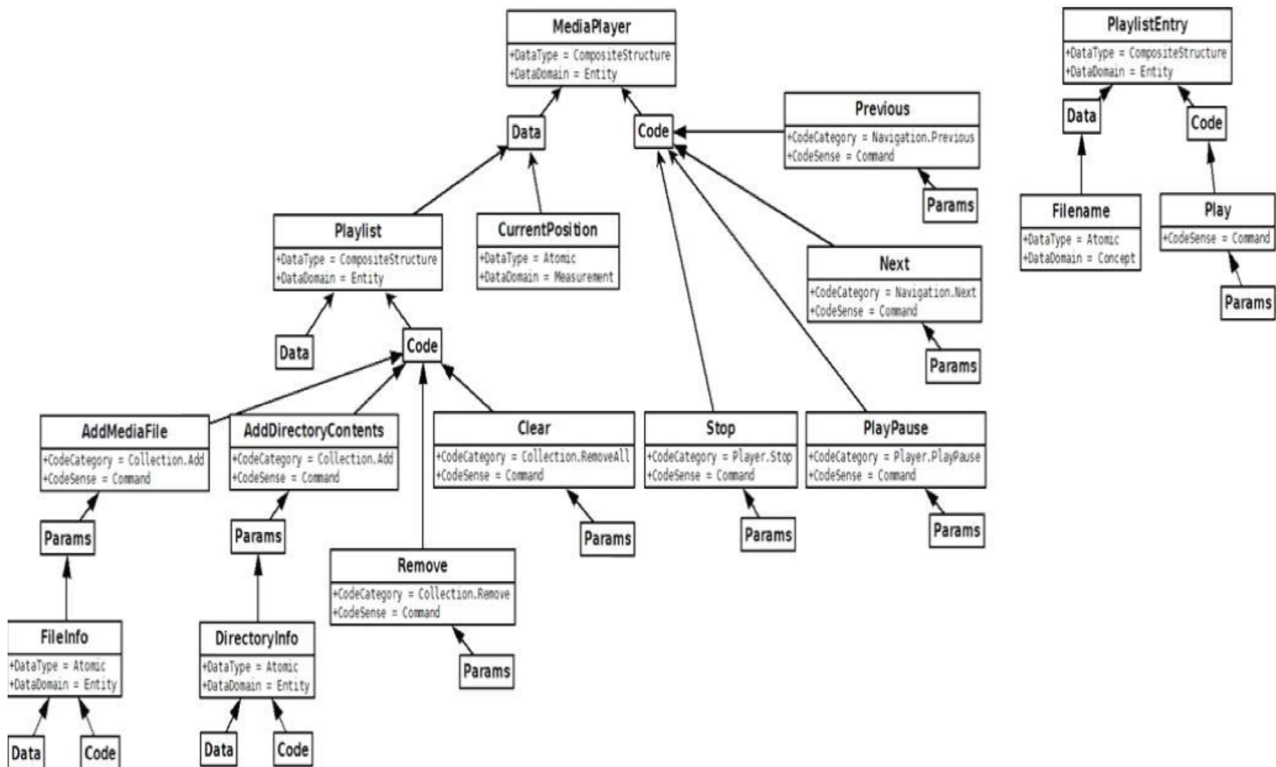 MediaPlayer
+DataType = CompositeStructure
+DataDomain = Entity
PlaylistEntry
+DataType = CompositeStructure
+DataDomain = Entity
Data
Code
Previous
+CodeCategory = Navigation.Previous
+CodeSense = Command
Params
Data
Code
Filename
+DataType = Atomic
+DataDomain = Concept
Play
+CodeSense = Command
Params
Playlist
+DataType = CompositeStructure
+DataDomain = Entity
CurrentPosition
+DataType = Atomic
+DataDomain = Measurement
Next
+CodeCategory = Navigation.Next
+CodeSense = Command
Params
Data
Code
AddMediaFile
+CodeCategory = Collection.Add
+CodeSense = Command
AddDirectoryContents
+CodeCategory = Collection.Add
+CodeSense = Command
Clear
+CodeCategory = Collection.RemoveAll
+CodeSense = Command
Stop
+CodeCategory = Player.Stop
+CodeSense = Command
PlayPause
+CodeCategory = Player.PlayPause
+CodeSense = Command
Params
Params
Params
Params
Params
Remove
+CodeCategory = Collection.Remove
+CodeSense = Command
Params
FileInfo
+DataType = Atomic
+DataDomain = Entity
DirectoryInfo
+DataType = Atomic
+DataDomain = Entity
Data
Code
Data
Code